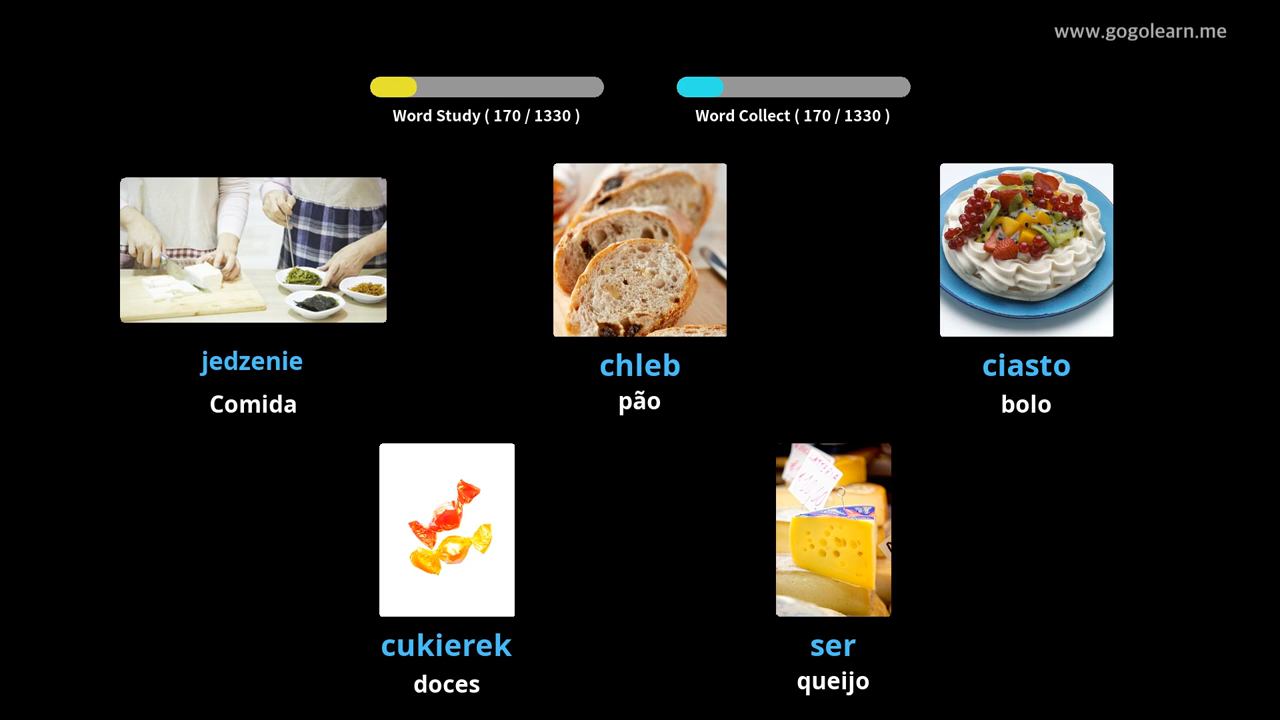 www.gogolearn.me
Word Study ( 170 / 1330 )
Word Collect ( 170 / 1330 )
jedzenie
Comida
chleb
pão
ciasto
bolo
cukierek
doces
ser
queijo